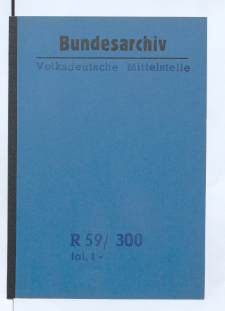 Bundesarchiv
Volksdeutsche Mittelstelle
R 59/ 300
fol. 1-